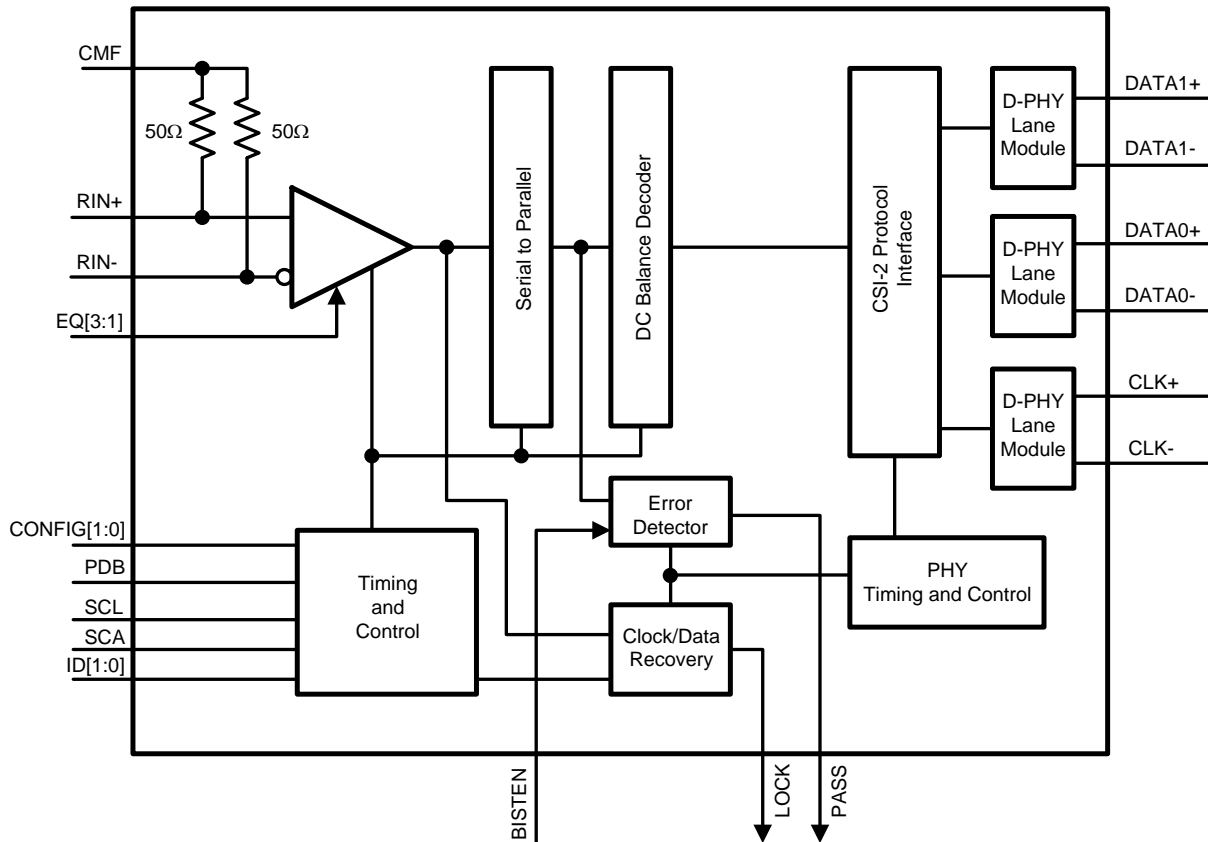 CMF
50Ω
50Ω
RIN+
RIN-
EQ[3:1]
Serial to Parallel
DC Balance Decoder
CSI-2 Protocol
Interface
D-PHY
Lane
Module
DATA1+
DATA1-
D-PHY
Lane
Module
DATA0+
DATA0-
D-PHY
Lane
Module
CLK+
CLK-
CONFIG[1:0]
PDB
SCL
SCA
ID[1:0]
Timing
and
Control
Error
Detector
Clock/Data
Recovery
PHY
Timing and Control
BISTEN
LOCK
PASS